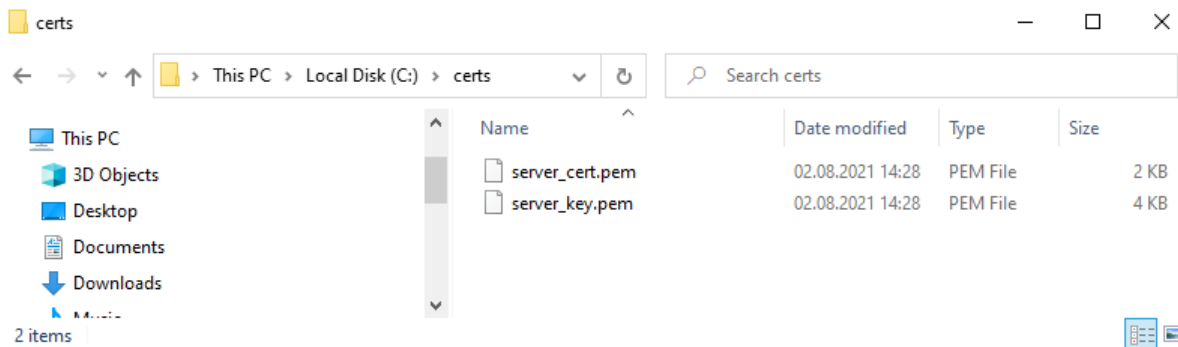 certs
This PC > Local Disk (C:) > certs
Search certs
Name Date modified Type Size
This PC
3D Objects
Desktop
Documents
Downloads
server_cert.pem 02.08.2021 14:28 PEM File 2 KB
server_key.pem 02.08.2021 14:28 PEM File 4 KB
2 items